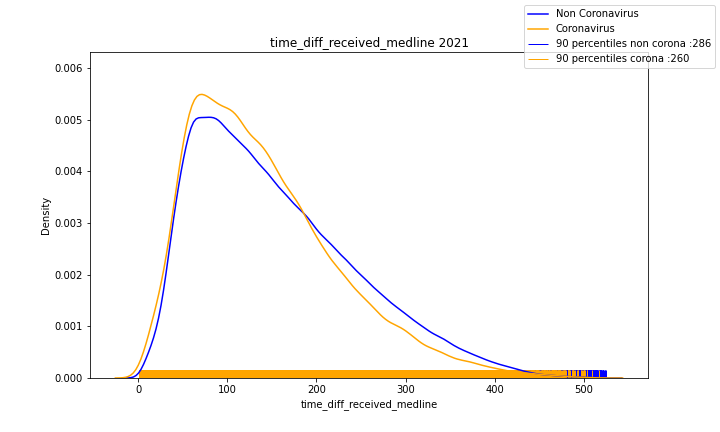 Non Coronavirus
Coronavirus
90 percentiles non corona :286
90 percentiles corona :260
time_diff_received_medline 2021
0.006
0.005
0.004
0.003
0.002
0.001
0.000
Density
0 100 200 300 400 500
time_diff_received_medline